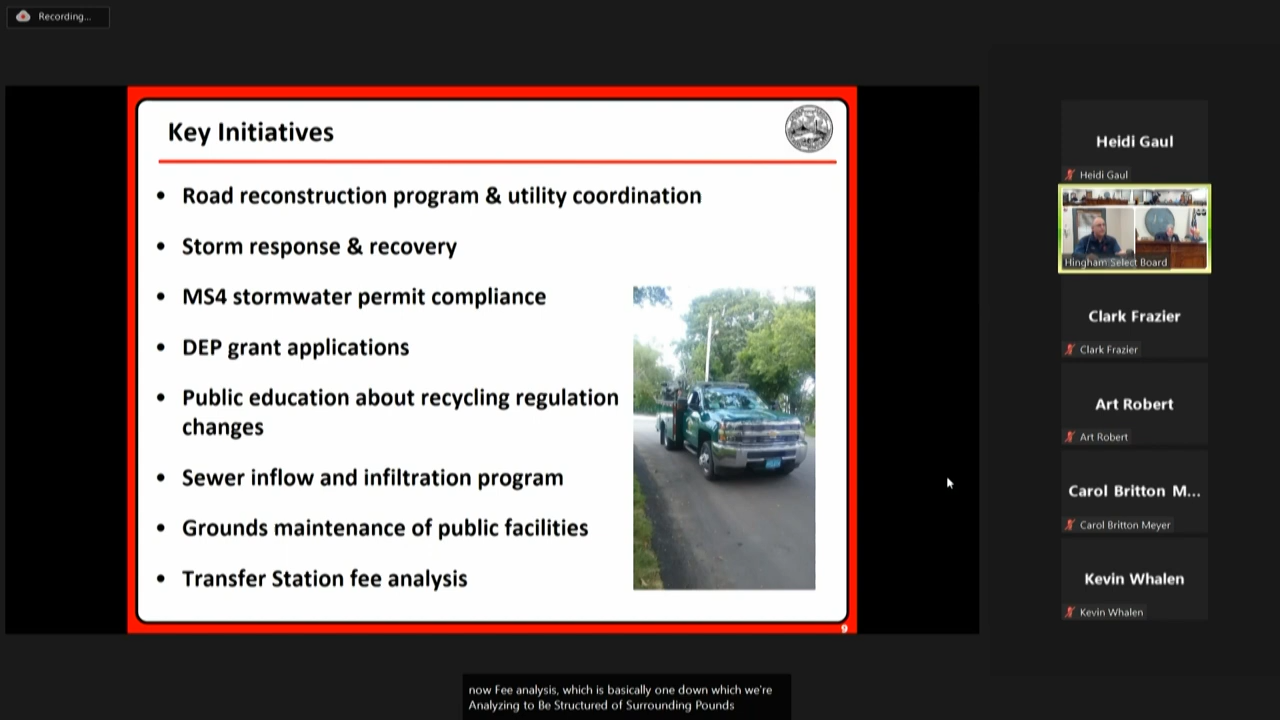 Recording...
Key Initiatives
• Road reconstruction program & utility coordination
• Storm response & recovery
• MS4 stormwater permit compliance
• DEP grant applications
• Public education about recycling regulation
changes
• Sewer inflow and infiltration program
• Grounds maintenance of public facilities
• Transfer Station fee analysis
9
Heidi Gaul
Heidi Gaul
Hingham Select Board
Clark Frazier
Clark Frazier
Art Robert
Art Robert
Carol Britton M...
Carol Britton Meyer
Kevin Whalen
Kevin Whalen
now Fee analysis, which is basically one down which we're
Analyzing to Be Structured of Surrounding Pounds